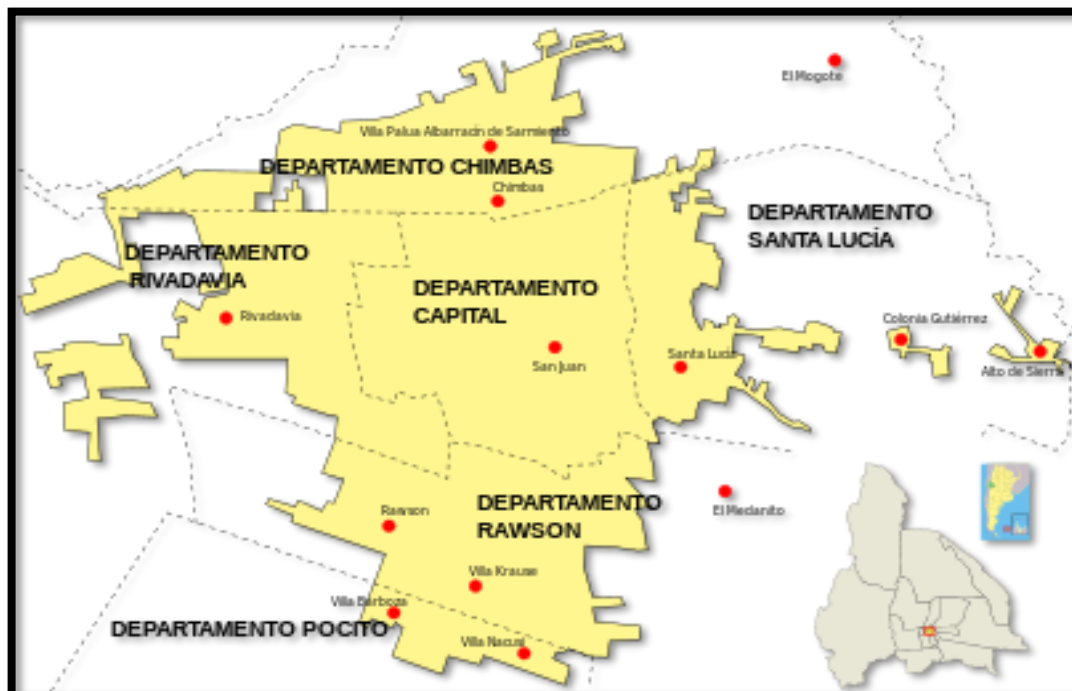 El Mogote
Villa Palua Albarracín de Sarmiento
DEPARTAMENTO CHIMBAS
Chimbas
DEPARTAMENTO
SANTA LUCÍA
DEPARTAMENTO
RIVADAVIA
DEPARTAMENTO
CAPITAL
Rivadavia
Colonia Gutiérrez
San Juan
Santa Lucía
Alto de Sierra
DEPARTAMENTO
RAWSON
Rawson
El Medanito
Villa Krause
Villa Barboza
DEPARTAMENTO POCITO
Villa Nacusi